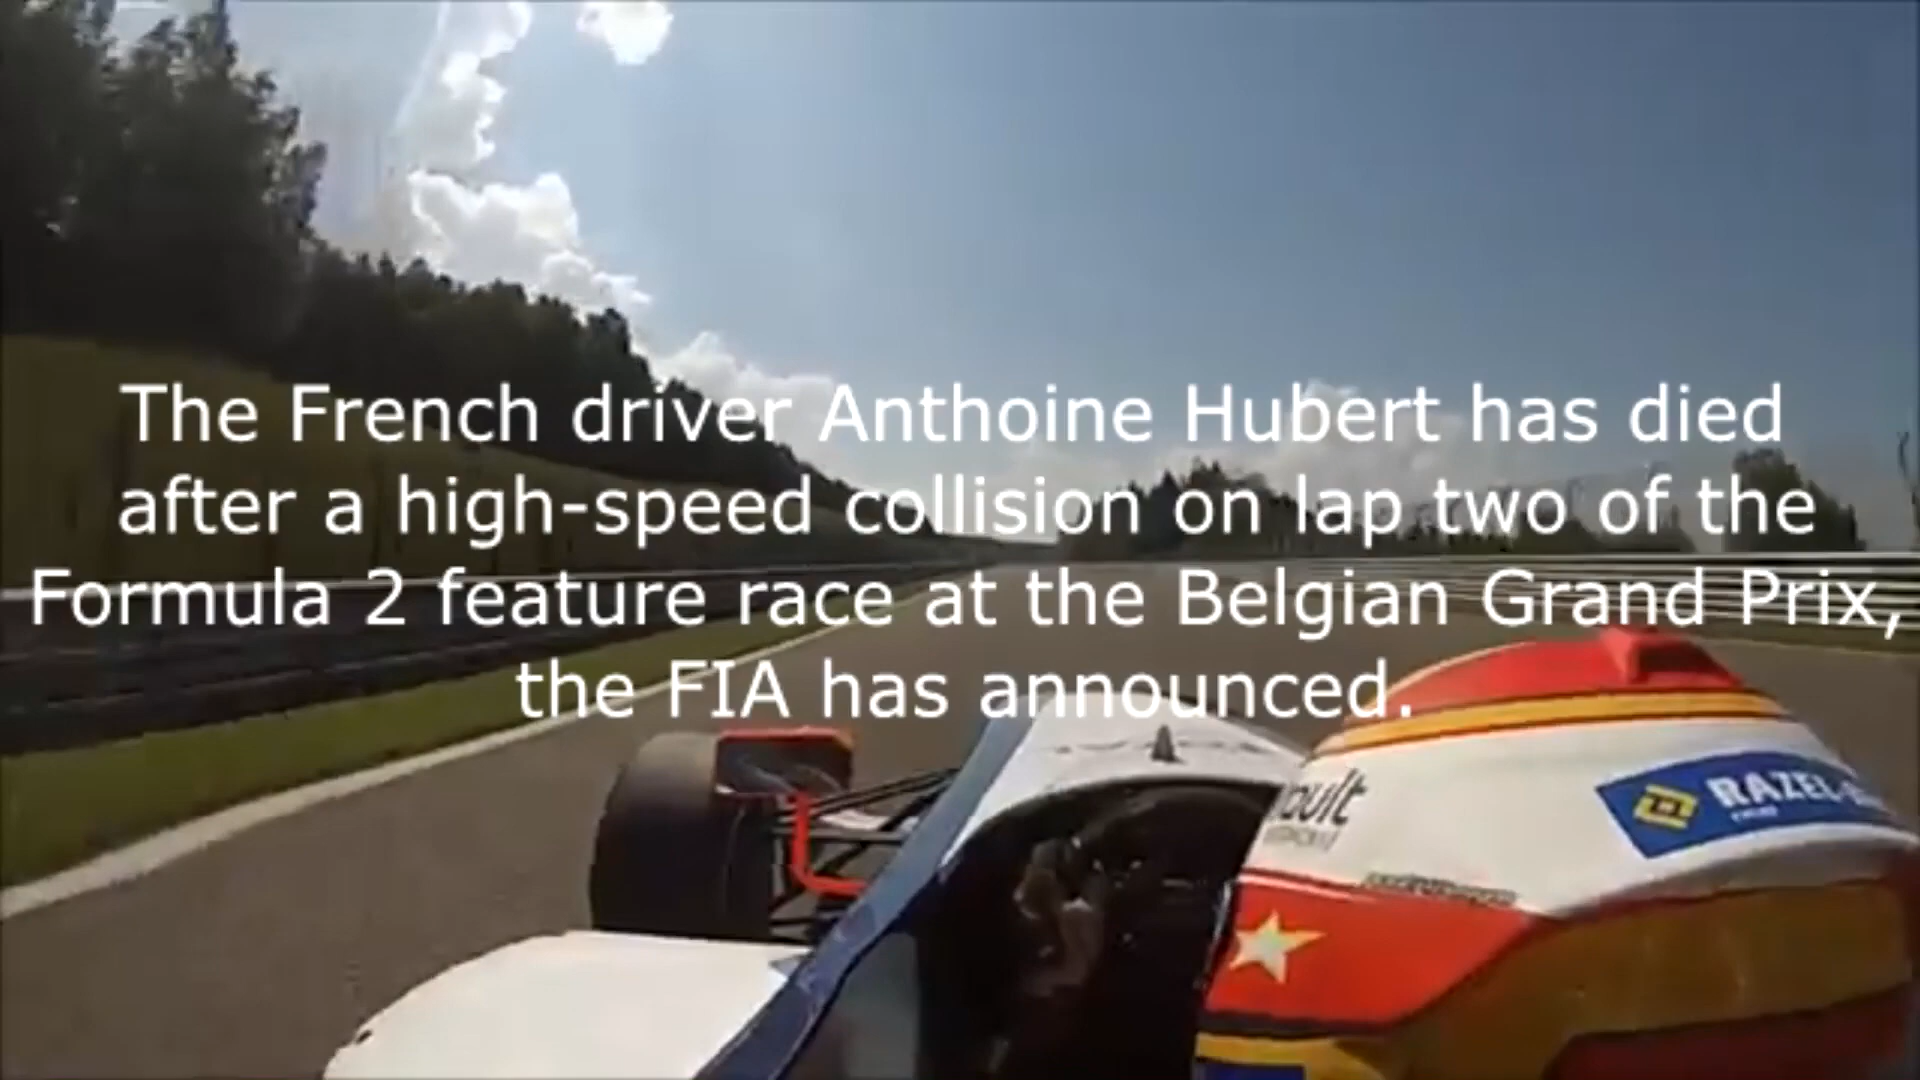 The French driver Anthoine Hubert has died
after a high-speed collision on lap two of the
Formula 2 feature race at the Belgian Grand Prix,
the FIA has announced.
RAZEL-